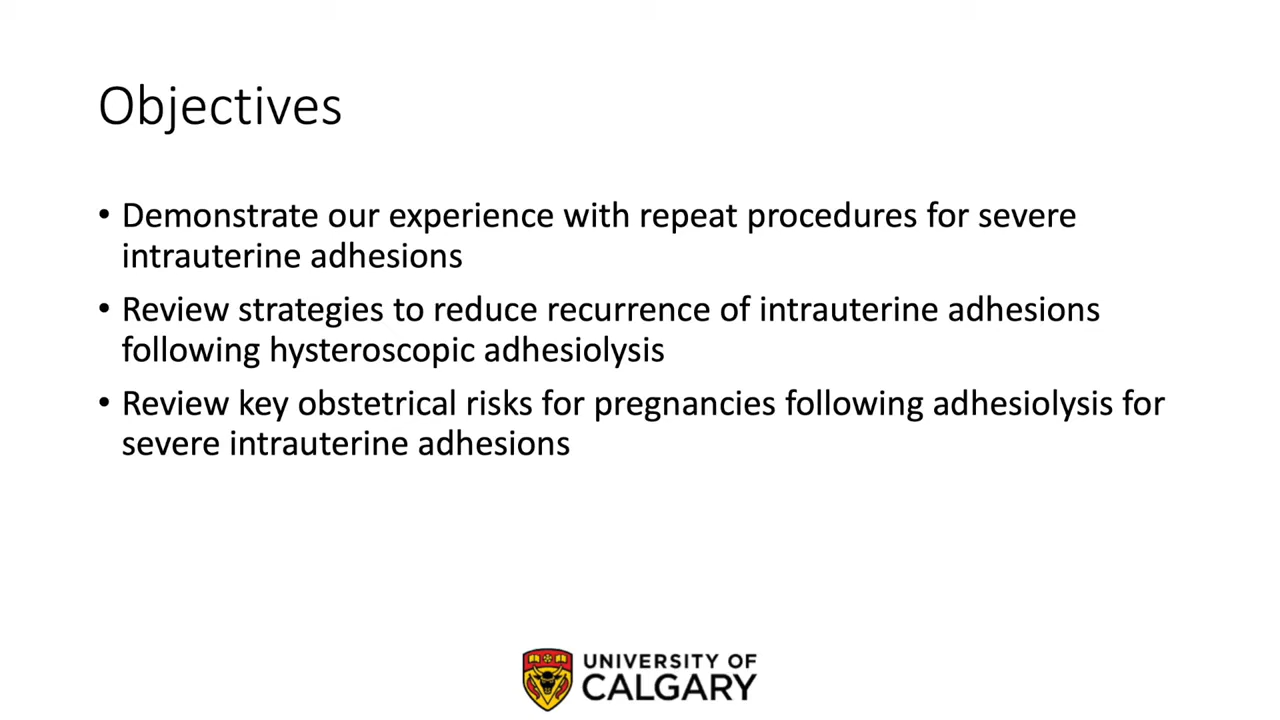 Objectives
• Demonstrate our experience with repeat procedures for severe
intrauterine adhesions
• Review strategies to reduce recurrence of intrauterine adhesions
following hysteroscopic adhesiolysis
• Review key obstetrical risks for pregnancies following adhesiolysis for
severe intrauterine adhesions
UNIVERSITY OF
CALGARY